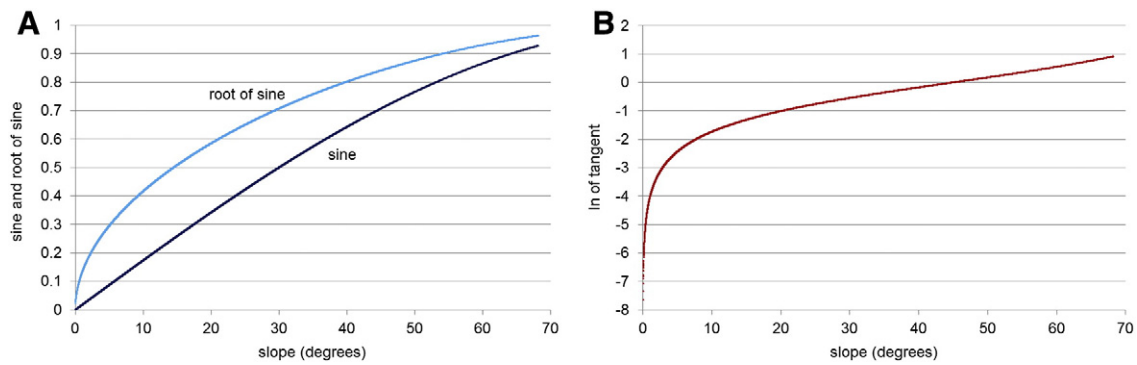 A
1
0.9
0.8
0.7
0.6
0.5
0.4
0.3
0.2
0.1
0
sine and root of sine
root of sine
sine
0 10 20 30 40 50 60 70
slope (degrees)
B
2
1
0
-1
-2
-3
-4
-5
-6
-7
-8
ln of tangent
0 10 20 30 40 50 60 70
slope (degrees)